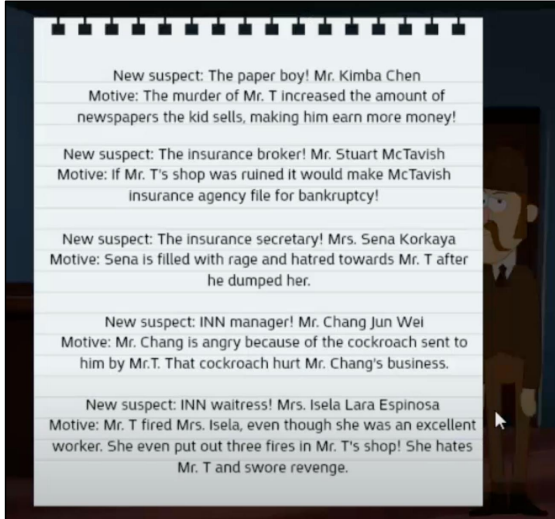 New suspect: The paper boy! Mr. Kimba Chen
Motive: The murder of Mr. T increased the amount of
newspapers the kid sells, making him earn more money!
New suspect: The insurance broker! Mr. Stuart McTavish
Motive: If Mr. T's shop was ruined it would make McTavish
insurance agency file for bankruptcy!
New suspect: The insurance secretary! Mrs. Sena Korkaya
Motive: Sena is filled with rage and hatred towards Mr. T after
he dumped her.
New suspect: INN manager! Mr. Chang Jun Wei
Motive: Mr. Chang is angry because of the cockroach sent to
him by Mr.T. That cockroach hurt Mr. Chang's business.
New suspect: INN waitress! Mrs. Isela Lara Espinosa
Motive: Mr. T fired Mrs. Isela, even though she was an excellent
worker. She even put out three fires in Mr. T's shop! She hates
Mr. T and swore revenge.